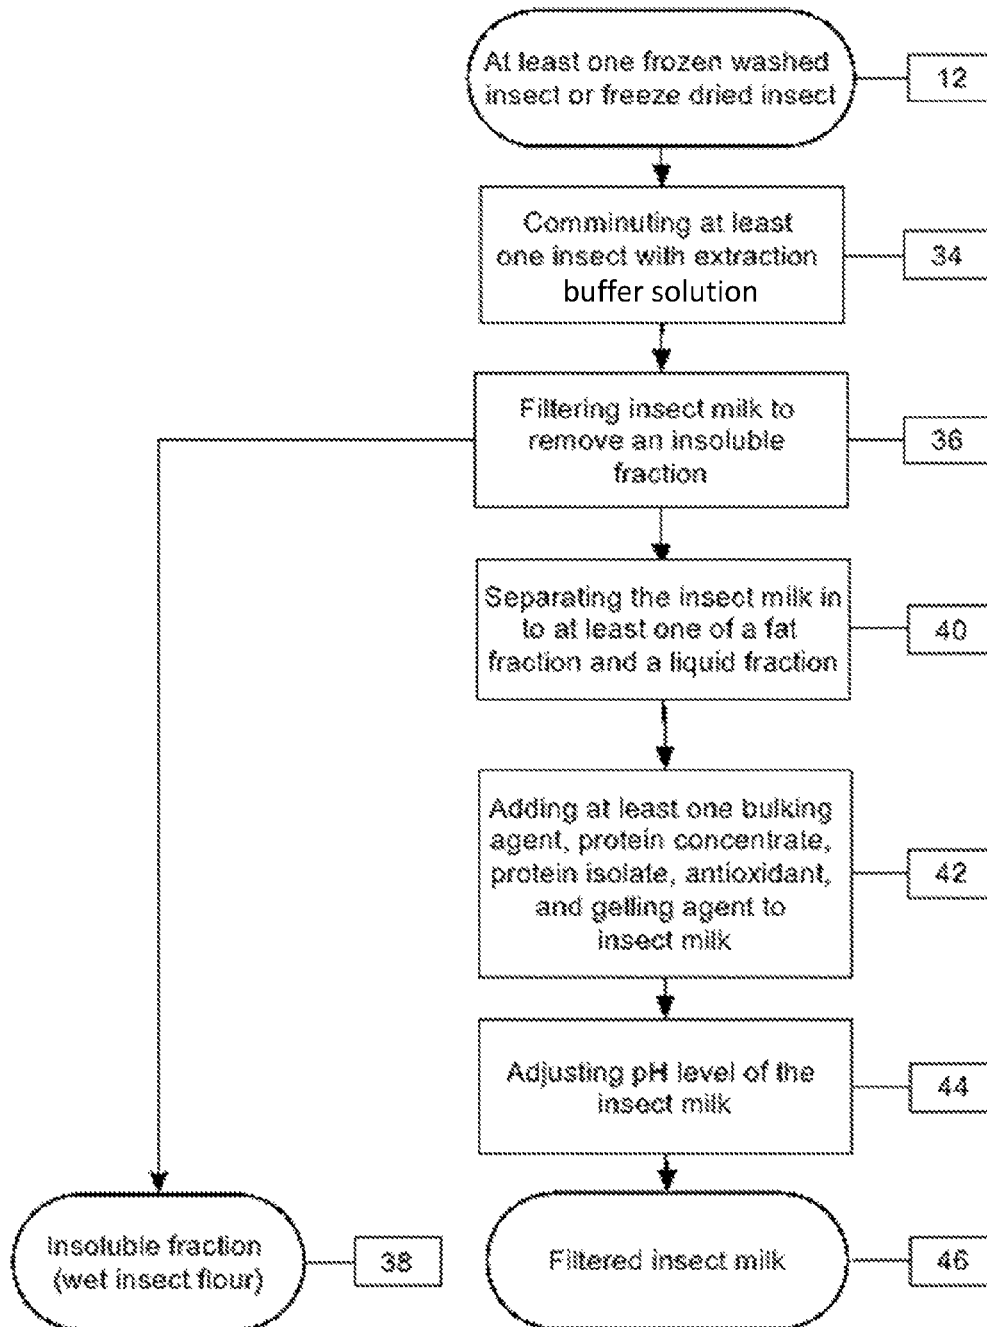 At least one frozen washed
insect or freeze dried insect
12
Comminuting at least
one insect with extraction
buffer solution
34
Filtering insect milk to
remove an insoluble
fraction
36
Separating the insect milk in
to at least one of a fat
fraction and a liquid fraction
40
Adding at least one bulking
agent, protein concentrate,
protein isolate, antioxidant,
and gelling agent to
insect milk
42
Adjusting pH level of the
insect milk
44
Insoluble fraction
(wet insect flour)
38
Filtered insect milk
46